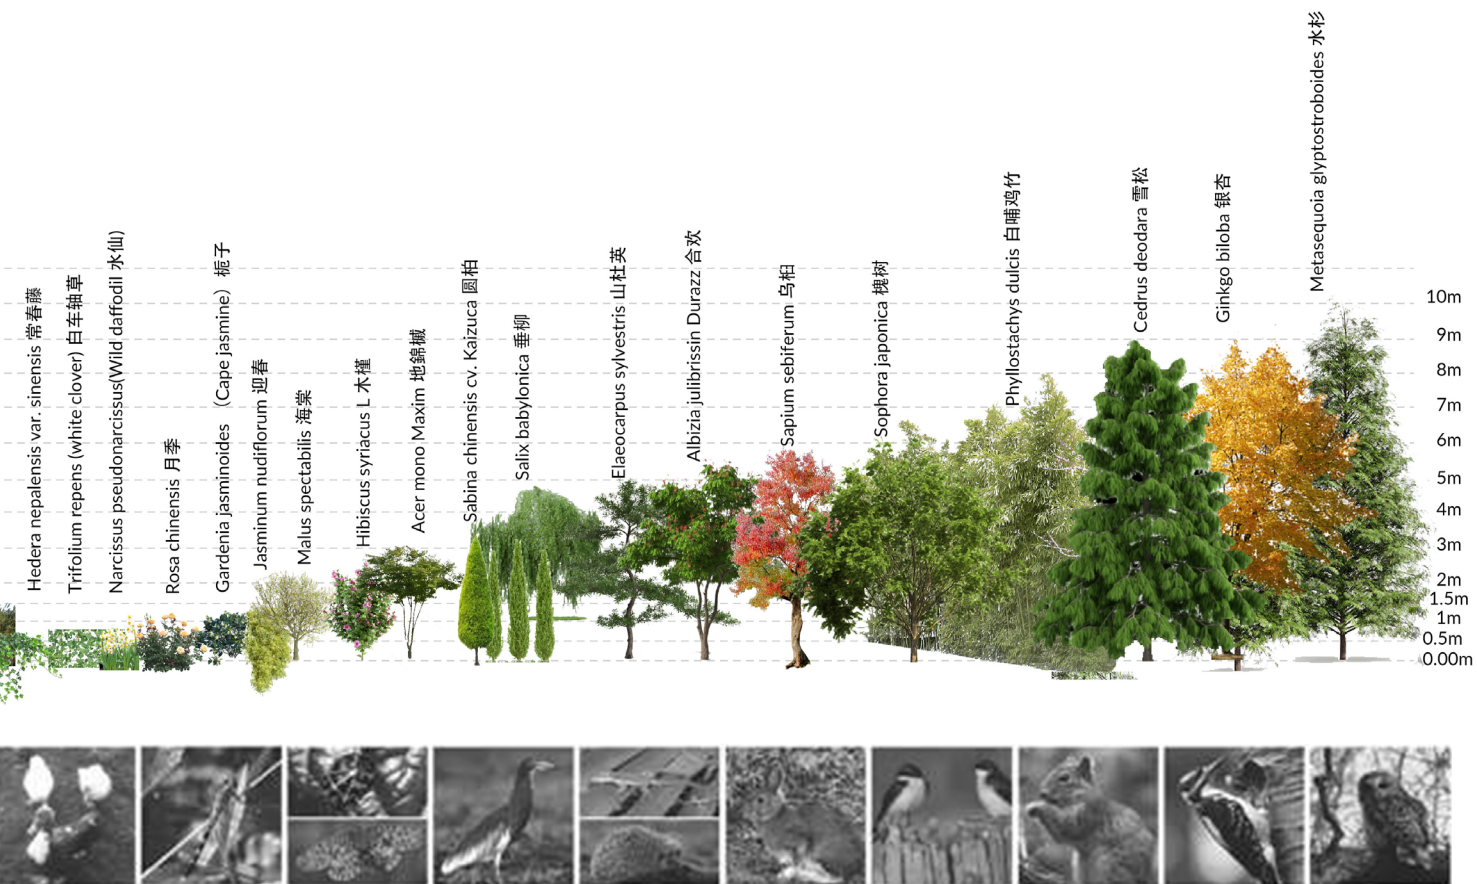 Hedera nepalensis var. sinensis 常春藤
Trifolium repens (white clover) 白车轴草
Narcissus pseudonarcissus(Wild daffodil 水仙)
Rosa chinensis 月季
Gardenia jasminoides （Cape jasmine）栀子
Jasminum nudiflorum 迎春
Malus spectabilis 海棠
Hibiscus syriacus L 木槿
Acer mono Maxim 地錦槭
Sabina chinensis cv. Kaizuca 圆柏
Salix babylonica 垂柳
Elaeocarpus sylvestris 山杜英
Albizia julibrissin Durazz 合欢
Sapium sebiferum 乌桕
Sophora japonica 槐树
Phyllostachys dulcis 白哺鸡竹
Cedrus deodara 雪松
Ginkgo biloba 银杏
Metasequoia glyptostroboides 水杉
10m
9m
8m
7m
6m
5m
4m
3m
2m
1.5m
1m
0.5m
0.00m